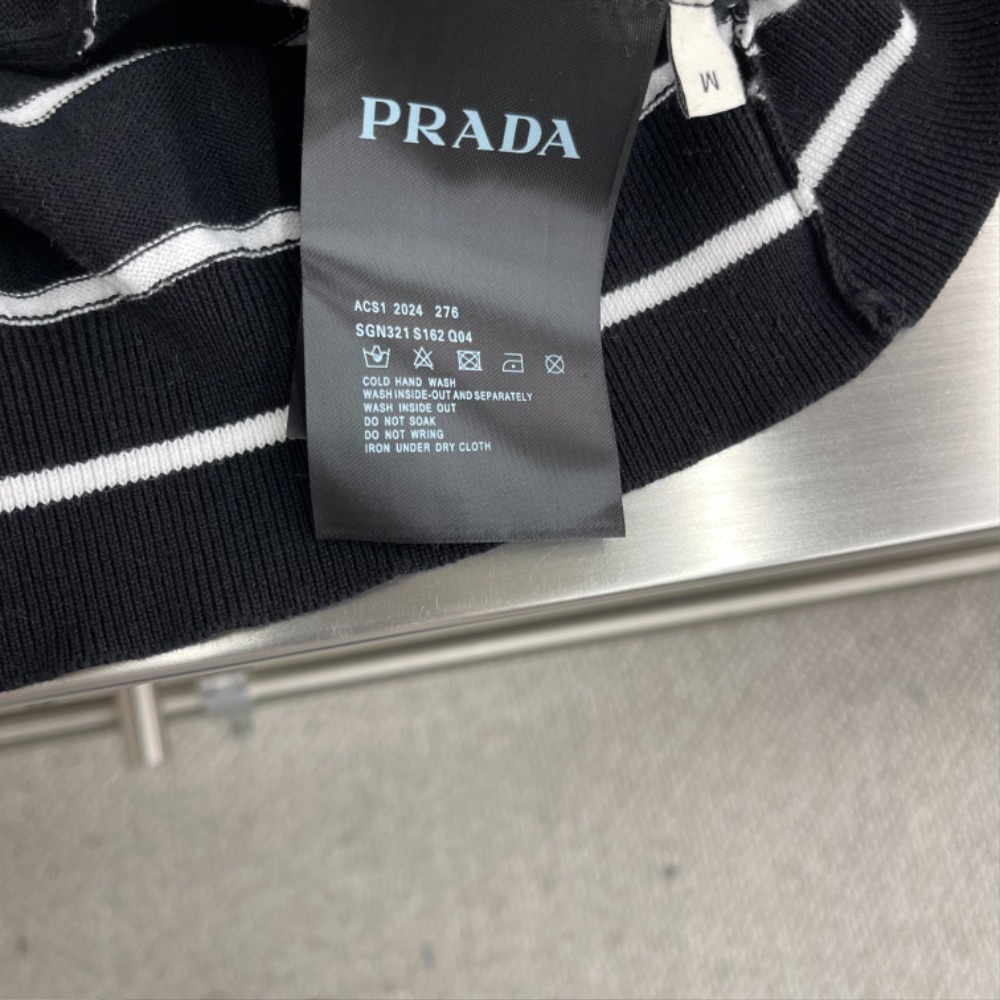 PRADA
M
ACS1 2024 276
SGN321 S162 Q04
COLD HAND WASH
WASH INSIDE-OUT AND SEPARATELY
WASH INSIDE OUT
DO NOT SOAK
DO NOT WRING
IRON UNDER DRY CLOTH